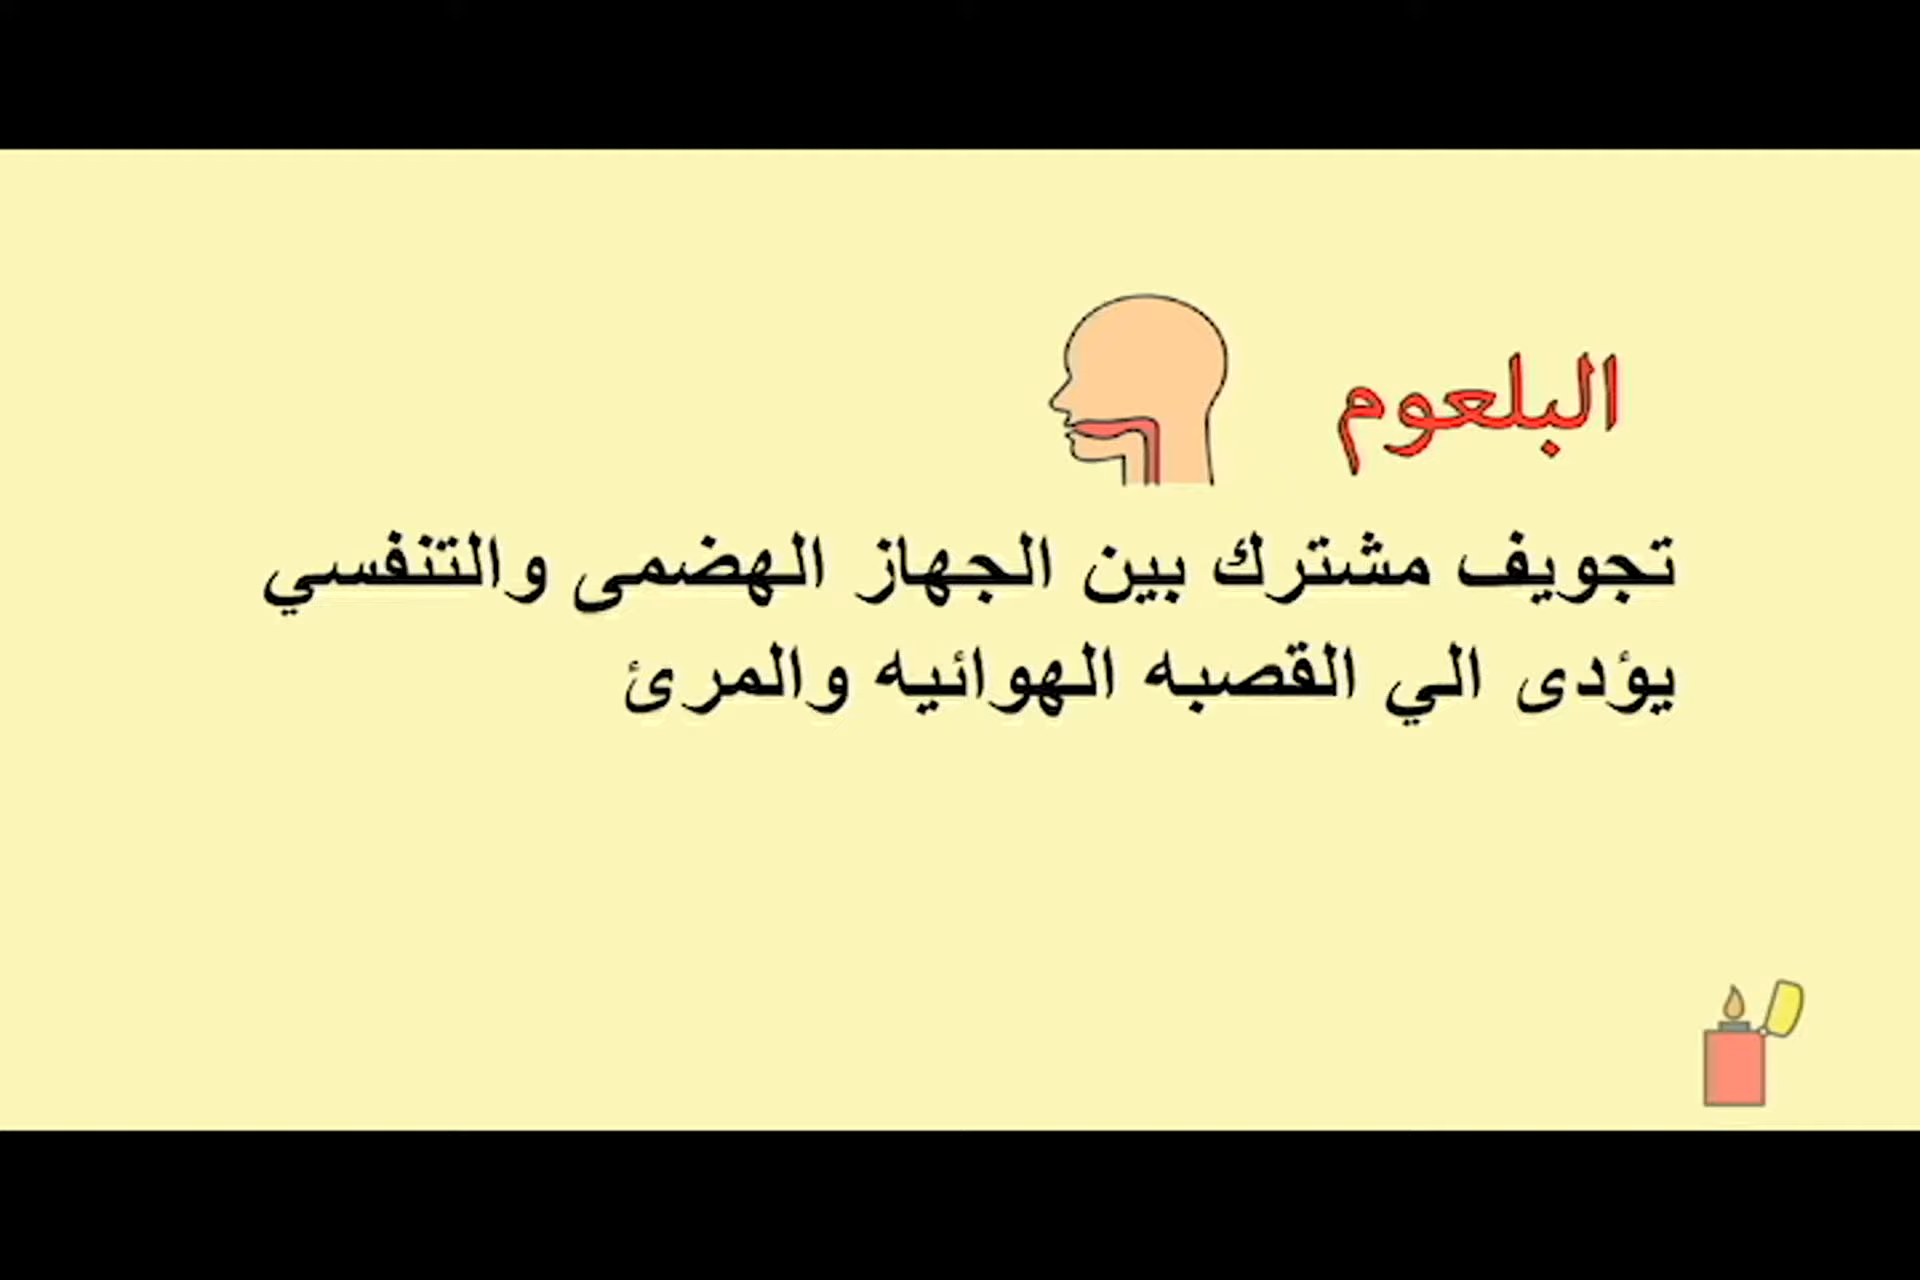 البلعوم
تجويف مشترك بين الجهاز الهضمى والتنفسي
يؤدى الي القصبه الهوائيه والمرئ